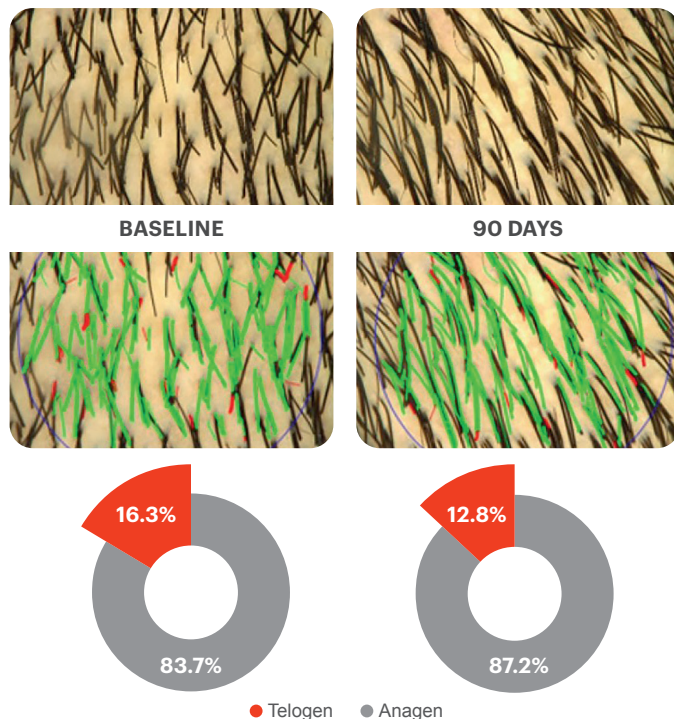 BASELINE
90 DAYS
16.3%
12.8%
83.7%
87.2%
Telogen
Anagen